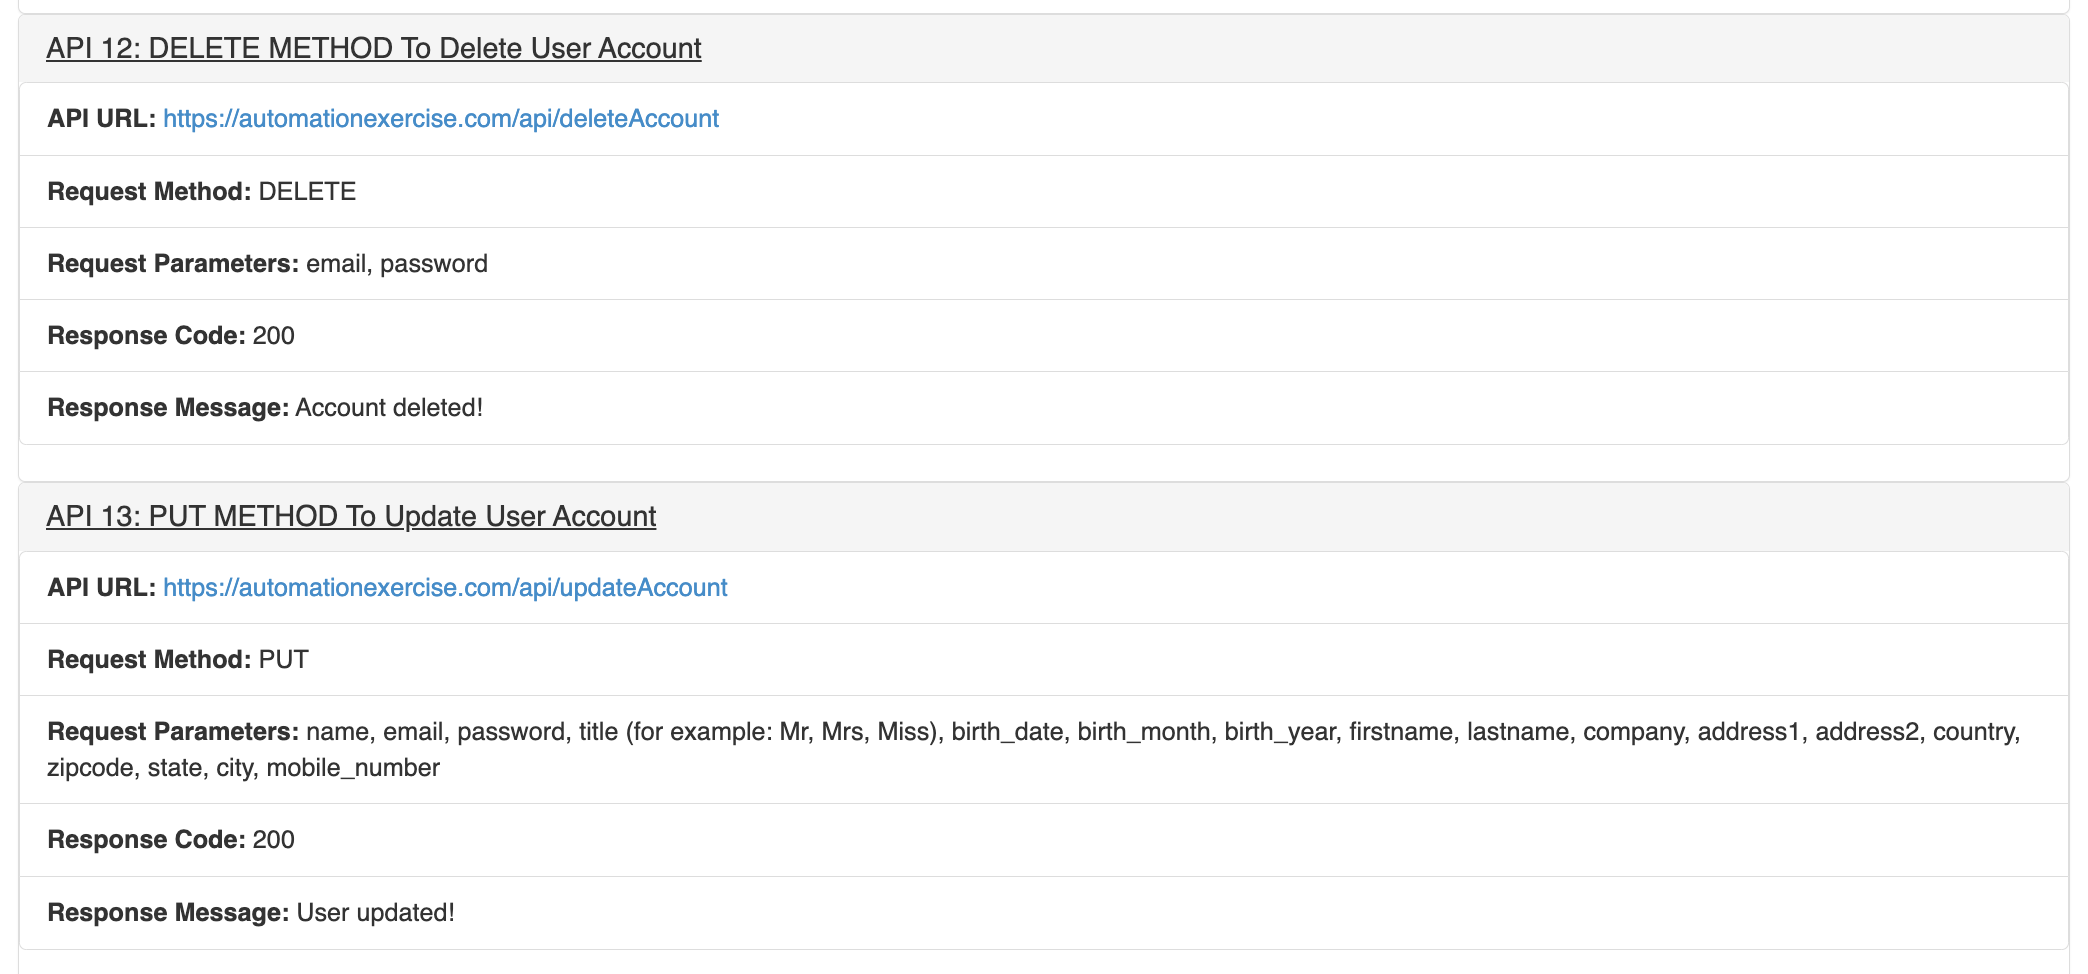 API 12: DELETE METHOD To Delete User Account
API URL: https://automationexercise.com/api/deleteAccount
Request Method: DELETE
Request Parameters: email, password
Response Code: 200
Response Message: Account deleted!
API 13: PUT METHOD To Update User Account
API URL: https://automationexercise.com/api/updateAccount
Request Method: PUT
Request Parameters: name, email, password, title (for example: Mr, Mrs, Miss), birth_date, birth_month, birth_year, firstname, lastname, company, address1, address2, country,
zipcode, state, city, mobile_number
Response Code: 200
Response Message: User updated!